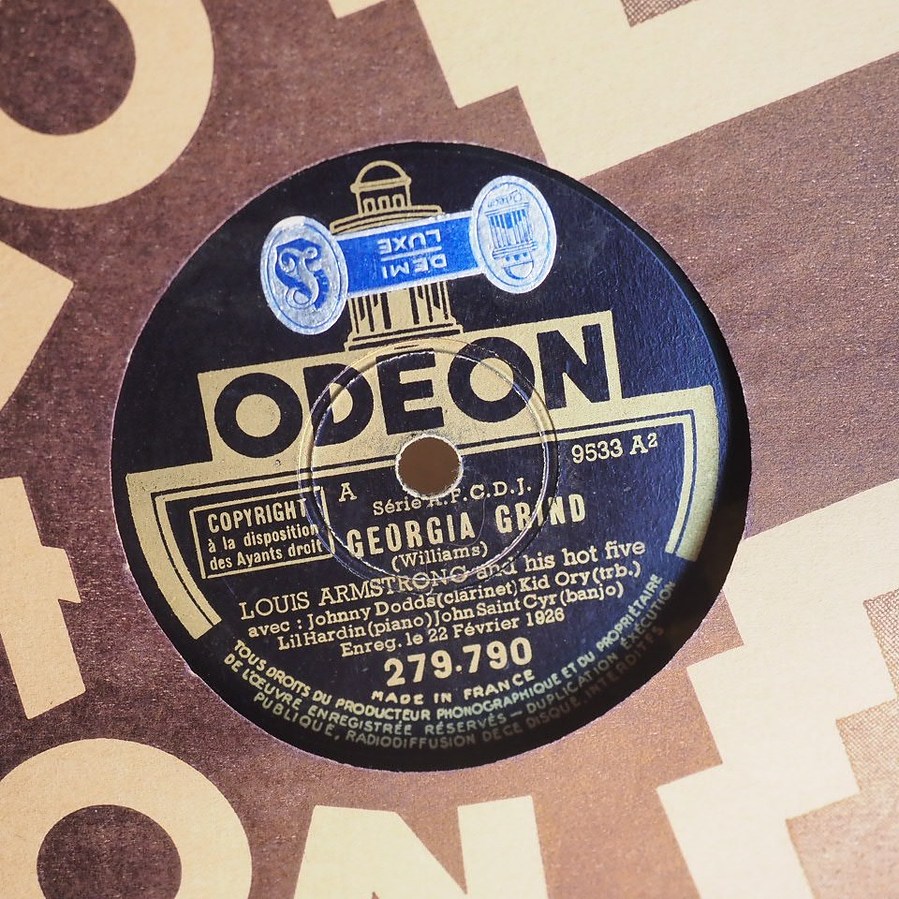 DEMI
LUXE
Odeon
ODEON
9533 A²
COPYRIGHT
à la disposition
des Ayants droit
A
Série A.F.C.D.J.
GEORGIA GRIND
(Williams)
LOUIS ARMSTRONG and his hot five
avec : Johnny Dodds (clarinet) Kid Ory (trb.)
Lil Hardin (piano) John Saint Cyr (banjo)
Enreg. le 22 Février 1926
279.790
MADE IN FRANCE
TOUS DROITS DU PRODUCTEUR PHONOGRAPHIQUE ET DU PROPRIÉTAIRE
DE L'ŒUVRE ENREGISTRÉE RÉSERVÉS — DUPLICATION, EXÉCUTION
PUBLIQUE, RADIODIFFUSION DE CE DISQUE, INTERDITES